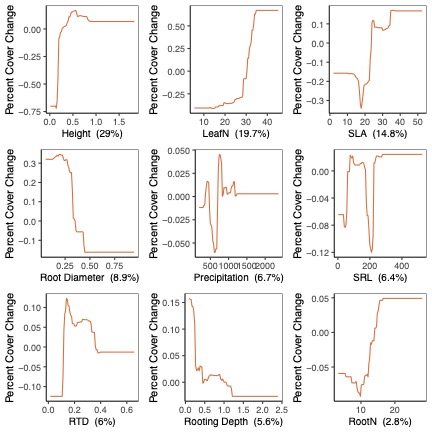 Percent Cover Change Percent Cover Change Percent Cover Change
0.00 0.50 0.1
-0.25 0.25 0.0
-0.50 0.00 -0.1
-0.75 -0.25 -0.2
-0.3
0.0 0.5 1.0 1.5 10 20 30 40 0 10 20 30 40 50
Height (29%) LeafN (19.7%) SLA (14.8%)
Percent Cover Change Percent Cover Change Percent Cover Change
0.3 0.050 0.00
0.2 0.025 -0.04
0.1 0.000 -0.08
0.0 -0.025 -0.12
-0.1 -0.050
0.25 0.50 0.75 500 1000 1500 2000 0 200 400
Root Diameter (8.9%) Precipitation (6.7%) SRL (6.4%)
Percent Cover Change Percent Cover Change Percent Cover Change
0.10 0.15 0.05
0.05 0.10 0.00
0.00 0.05 -0.05
-0.05 0.00
-0.10
0.0 0.2 0.4 0.6 0.0 0.5 1.0 1.5 2.0 2.5 10 20
RTD (6%) Rooting Depth (5.6%) RootN (2.8%)